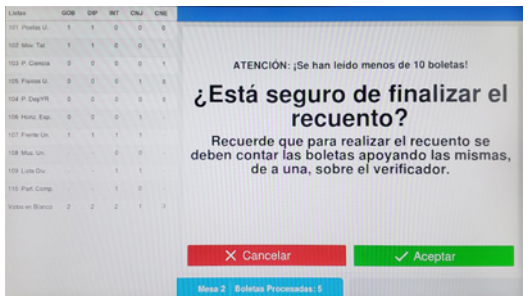 Listas GOB DIP INT CNJ CNE
101 Poetas U. 1 1 0 0 0
102 Mov. Tel 1 1 0 0 1
103 P. Ciencia 0 0 0 0 1
105 Físicos U. 0 0 0 1 0
104 P. DepYR 0 0 0 0 0
106 Horiz. Esp. 0 0 0 1 -
107 Frente Un. 1 1 1 1 -
108 Mus. Un. - - 0 0 -
109 Lista Div. - - 1 1 -
110 Part. Comp. - - 1 0 -
Votos en Blanco 2 2 2 1
ATENCIÓN: ¡Se han leído menos de 10 boletas!
¿Está seguro de finalizar el
recuento?
Recuerde que para realizar el recuento se
deben contar las boletas apoyando las mismas,
de a una, sobre el verificador.
Cancelar
Aceptar
Mesa 2 Boletas Procesadas: 5